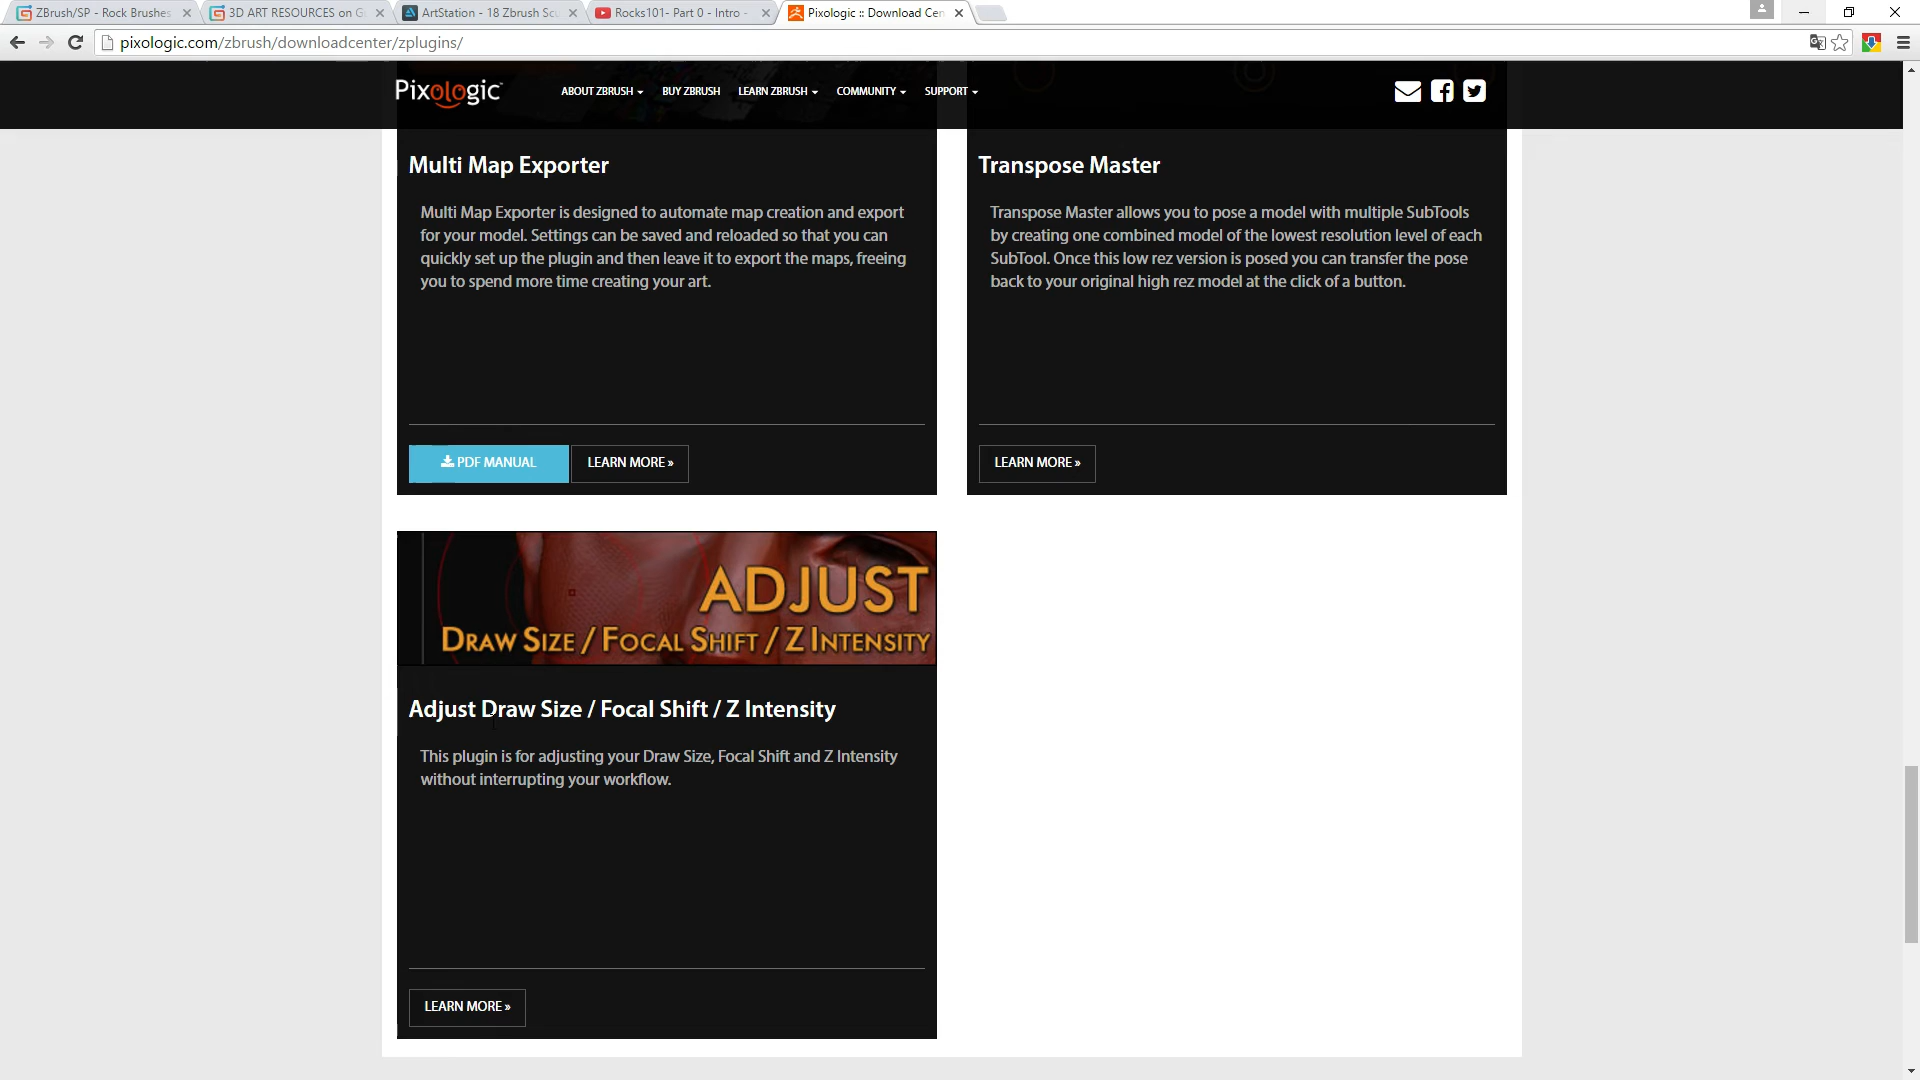 ZBrush/SP - Rock Brushes
3D ART RESOURCES on G
ArtStation - 18 Zbrush Scu
Rocks101- Part 0 - Intro -
Pixologic :: Download Cen
pixologic.com/zbrush/downloadcenter/zplugins/
Pixologic
ABOUT ZBRUSH
BUY ZBRUSH
LEARN ZBRUSH
COMMUNITY
SUPPORT
Multi Map Exporter
Multi Map Exporter is designed to automate map creation and export
for your model. Settings can be saved and reloaded so that you can
quickly set up the plugin and then leave it to export the maps, freeing
you to spend more time creating your art.
PDF MANUAL
LEARN MORE »
Transpose Master
Transpose Master allows you to pose a model with multiple SubTools
by creating one combined model of the lowest resolution level of each
SubTool. Once this low rez version is posed you can transfer the pose
back to your original high rez model at the click of a button.
LEARN MORE »
ADJUST
DRAW SIZE / FOCAL SHIFT / Z INTENSITY
Adjust Draw Size / Focal Shift / Z Intensity
This plugin is for adjusting your Draw Size, Focal Shift and Z Intensity
without interrupting your workflow.
LEARN MORE »